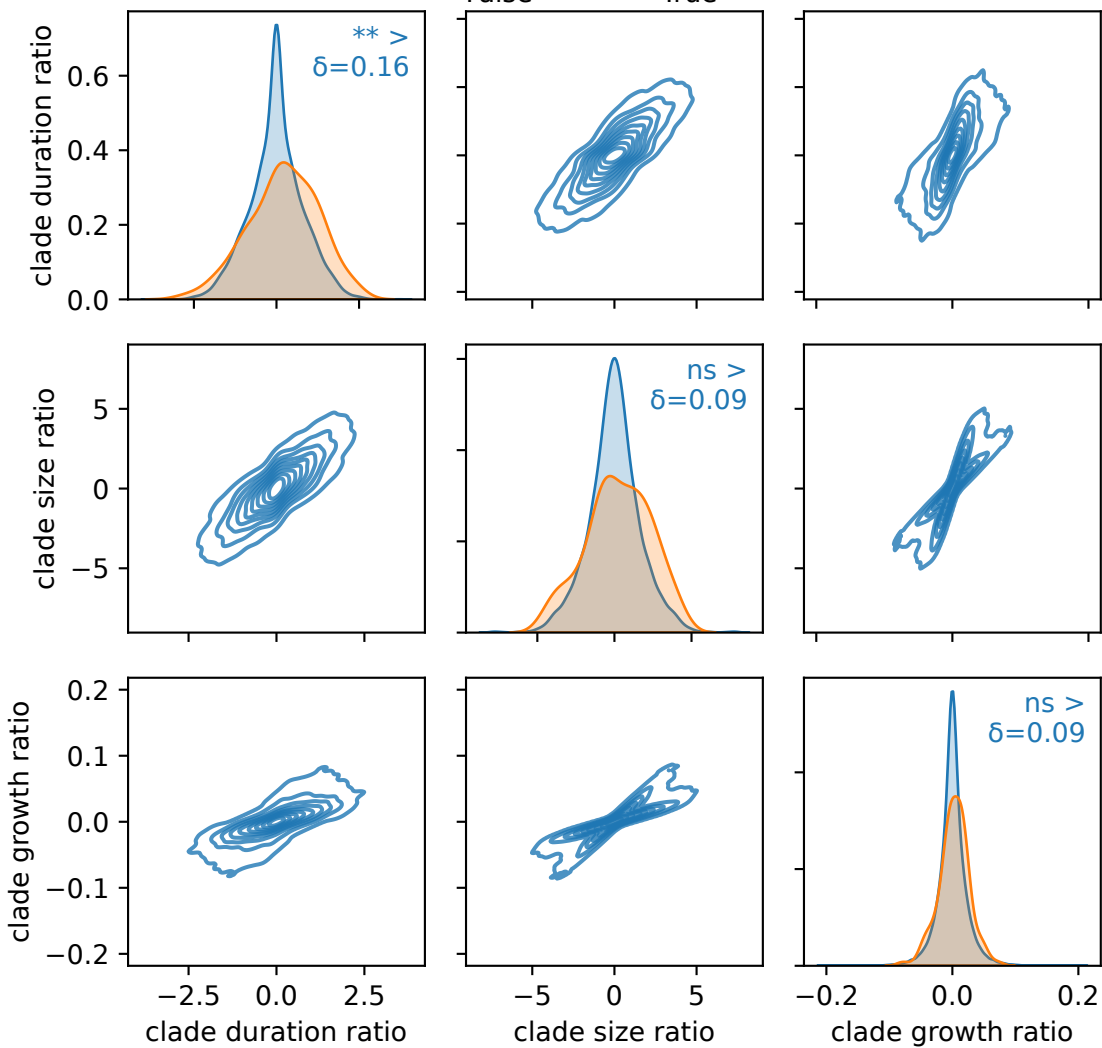 clade duration ratio
0.6
0.4
0.2
0.0
** >
δ=0.16
clade size ratio
5
0
−5
ns >
δ=0.09
clade growth ratio
0.2
0.1
0.0
−0.1
−0.2
ns >
δ=0.09
−2.5 0.0 2.5
clade duration ratio
−5 0 5
clade size ratio
−0.2 0.0 0.2
clade growth ratio